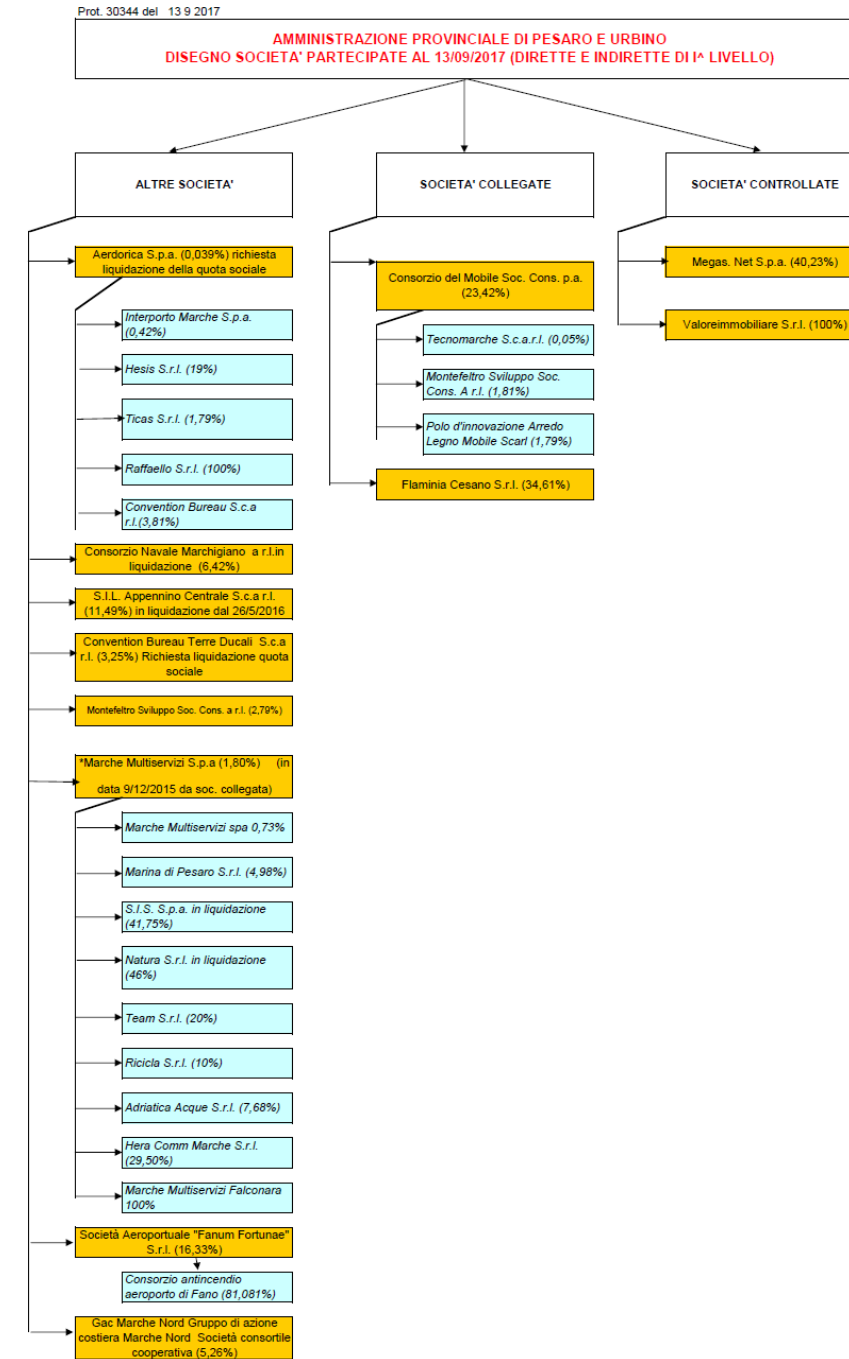 Prot. 30344 del 13 9 2017
AMMINISTRAZIONE PROVINCIALE DI PESARO E URBINO
DISEGNO SOCIETA' PARTECIPATE AL 13/09/2017 (DIRETTE E INDIRETTE DI I^ LIVELLO)
ALTRE SOCIETA'
Aerdorica S.p.a. (0,039%) richiesta
liquidazione della quota sociale
Interporto Marche S.p.a.
(0,42%)
Hesis S.r.l. (19%)
Ticas S.r.l. (1,79%)
Raffaello S.r.l. (100%)
Convention Bureau S.c.a
r.l.(3,81%)
Consorzio Navale Marchigiano a r.l.in
liquidazione (6,42%)
S.I.L. Appennino Centrale S.c.a r.l.
(11,49%) in liquidazione dal 26/5/2016
Convention Bureau Terre Ducali S.c.a
r.l. (3,25%) Richiesta liquidazione quota
sociale
Montefeltro Sviluppo Soc. Cons. a r.l. (2,79%)
*Marche Multiservizi S.p.a (1,80%) (in
data 9/12/2015 da soc. collegata)
Marche Multiservizi spa 0,73%
Marina di Pesaro S.r.l. (4,98%)
S.I.S. S.p.a. in liquidazione
(41,75%)
Natura S.r.l. in liquidazione
(46%)
Team S.r.l. (20%)
Ricicla S.r.l. (10%)
Adriatica Acque S.r.l. (7,68%)
Hera Comm Marche S.r.l.
(29,50%)
Marche Multiservizi Falconara
100%
Società Aeroportuale "Fanum Fortunae"
S.r.l. (16,33%)
Consorzio antincendio
aeroporto di Fano (81,081%)
Gac Marche Nord Gruppo di azione
costiera Marche Nord Società consortile
cooperativa (5,26%)
SOCIETA' COLLEGATE
Consorzio del Mobile Soc. Cons. p.a.
(23,42%)
Tecnomarche S.c.a.r.l. (0,05%)
Montefeltro Sviluppo Soc.
Cons. A r.l. (1,81%)
Polo d'innovazione Arredo
Legno Mobile Scarl (1,79%)
Flaminia Cesano S.r.l. (34,61%)
SOCIETA' CONTROLLATE
Megas. Net S.p.a. (40,23%)
Valoreimmobiliare S.r.l. (100%)